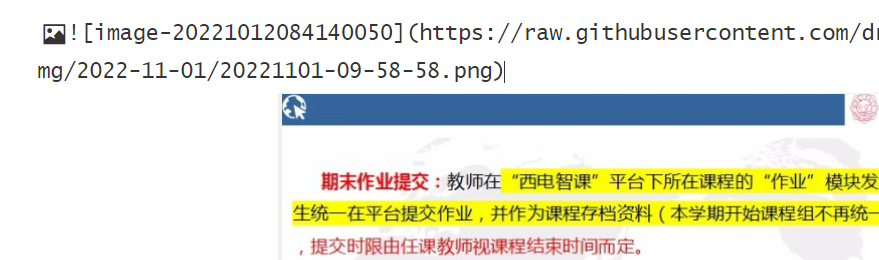 ![image-20221012084140050](https://raw.githubusercontent.com/dr
mg/2022-11-01/20221101-09-58-58.png)
期末作业提交：教师在“西电智课”平台下所在课程的“作业”模块发
生统一在平台提交作业，并作为课程存档资料（本学期开始课程组不再统一
，提交时限由任课教师视课程结束时间而定。